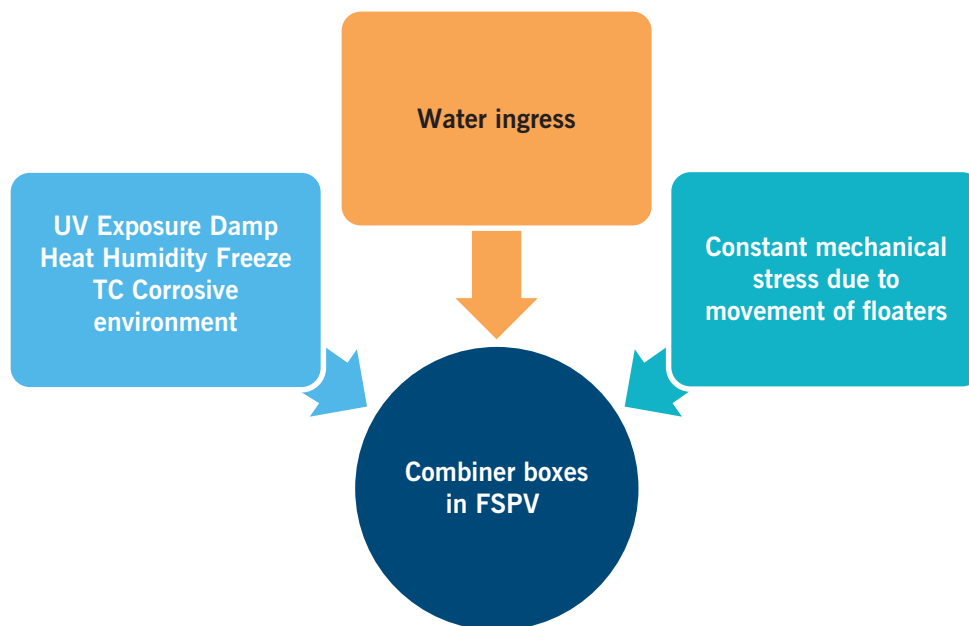 Water ingress
UV Exposure Damp
Heat Humidity Freeze
TC Corrosive
environment
Constant mechanical
stress due to
movement of floaters
Combiner boxes
in FSPV